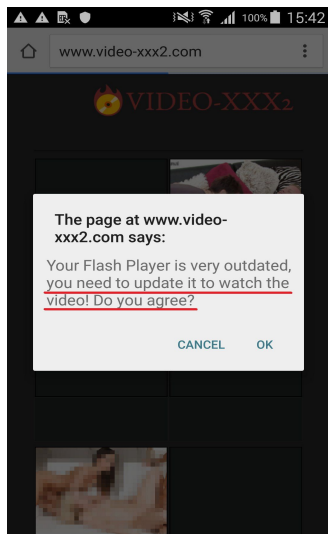 100% 15:42
www.video-xxx2.com
VIDEO-XXX2
The page at www.video-
xxx2.com says:
Your Flash Player is very outdated,
you need to update it to watch the
video! Do you agree?
CANCEL OK